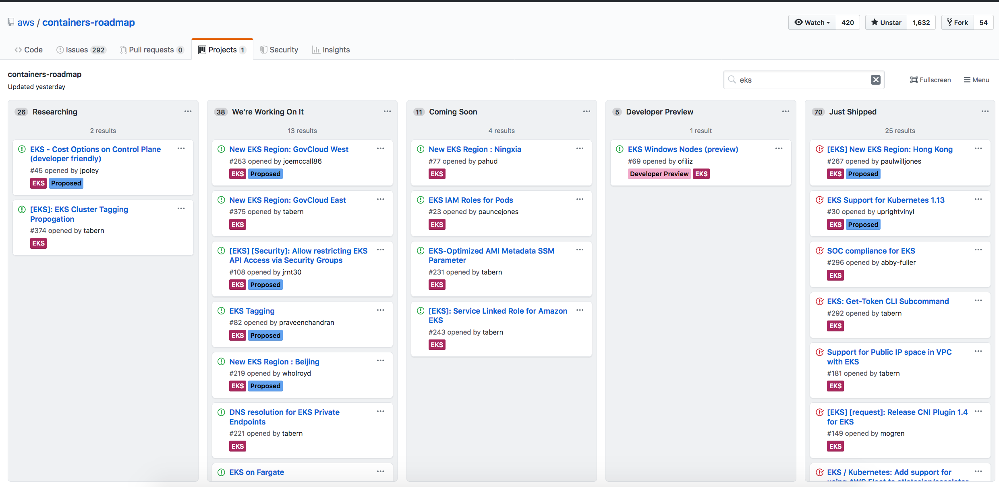 aws / containers-roadmap
Watch 420
Unstar 1,632
Fork 54
Code
Issues 292
Pull requests 0
Projects 1
Security
Insights
containers-roadmap
Updated yesterday
eks
Fullscreen
Menu
26 Researching
2 results
EKS - Cost Options on Control Plane
(developer friendly)
#45 opened by jpoley
EKS Proposed
[EKS]: EKS Cluster Tagging
Propogation
#374 opened by tabern
EKS
38 We're Working On It
13 results
New EKS Region: GovCloud West
#253 opened by joemccall86
EKS Proposed
New EKS Region: GovCloud East
#375 opened by tabern
EKS
[EKS] [Security]: Allow restricting EKS
API Access via Security Groups
#108 opened by jrnt30
EKS Proposed
EKS Tagging
#82 opened by praveenchandran
EKS Proposed
New EKS Region : Beijing
#219 opened by wholroyd
EKS Proposed
DNS resolution for EKS Private
Endpoints
#221 opened by tabern
EKS
EKS on Fargate
11 Coming Soon
4 results
New EKS Region : Ningxia
#77 opened by pahud
EKS
EKS IAM Roles for Pods
#23 opened by pauncejones
EKS
EKS-Optimized AMI Metadata SSM
Parameter
#231 opened by tabern
EKS
[EKS]: Service Linked Role for Amazon
EKS
#243 opened by tabern
EKS
5 Developer Preview
1 result
EKS Windows Nodes (preview)
#69 opened by ofiliz
Developer Preview EKS
70 Just Shipped
25 results
[EKS] New EKS Region: Hong Kong
#267 opened by paulwilljones
EKS Proposed
EKS Support for Kubernetes 1.13
#30 opened by uprightvinyl
EKS Proposed
SOC compliance for EKS
#296 opened by abby-fuller
EKS
EKS: Get-Token CLI Subcommand
#292 opened by tabern
EKS
Support for Public IP space in VPC
with EKS
#181 opened by tabern
EKS
[EKS] [request]: Release CNI Plugin 1.4
for EKS
#149 opened by mogren
EKS
EKS / Kubernetes: Add support for
using AWS Fleet to